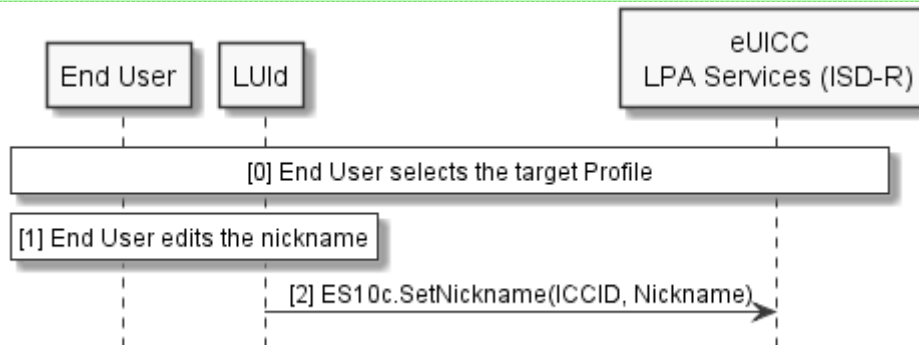 End User
LUId
eUICC
LPA Services (ISD-R)
[0] End User selects the target Profile
[1] End User edits the nickname
[2] ES10c.SetNickname(ICCID, Nickname)